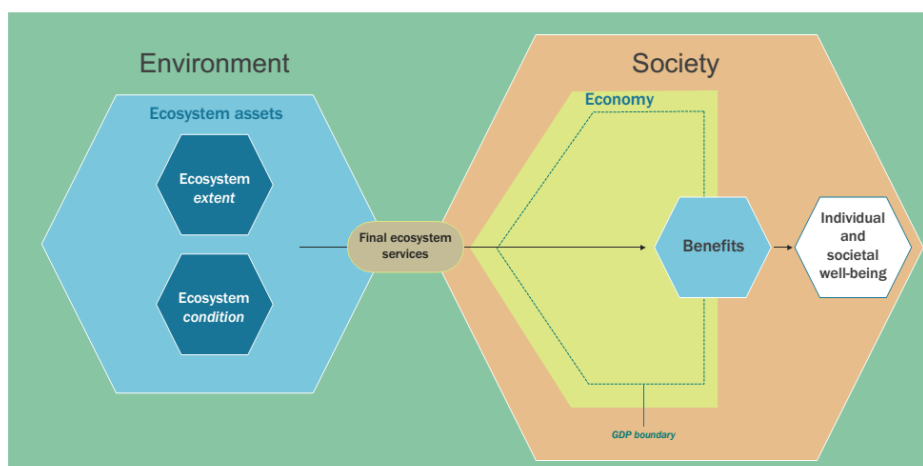 Environment
Society
Ecosystem assets
Economy
Ecosystem
extent
Final ecosystem
services
Ecosystem
condition
Benefits
Individual
and
societal
well-being
GDP boundary